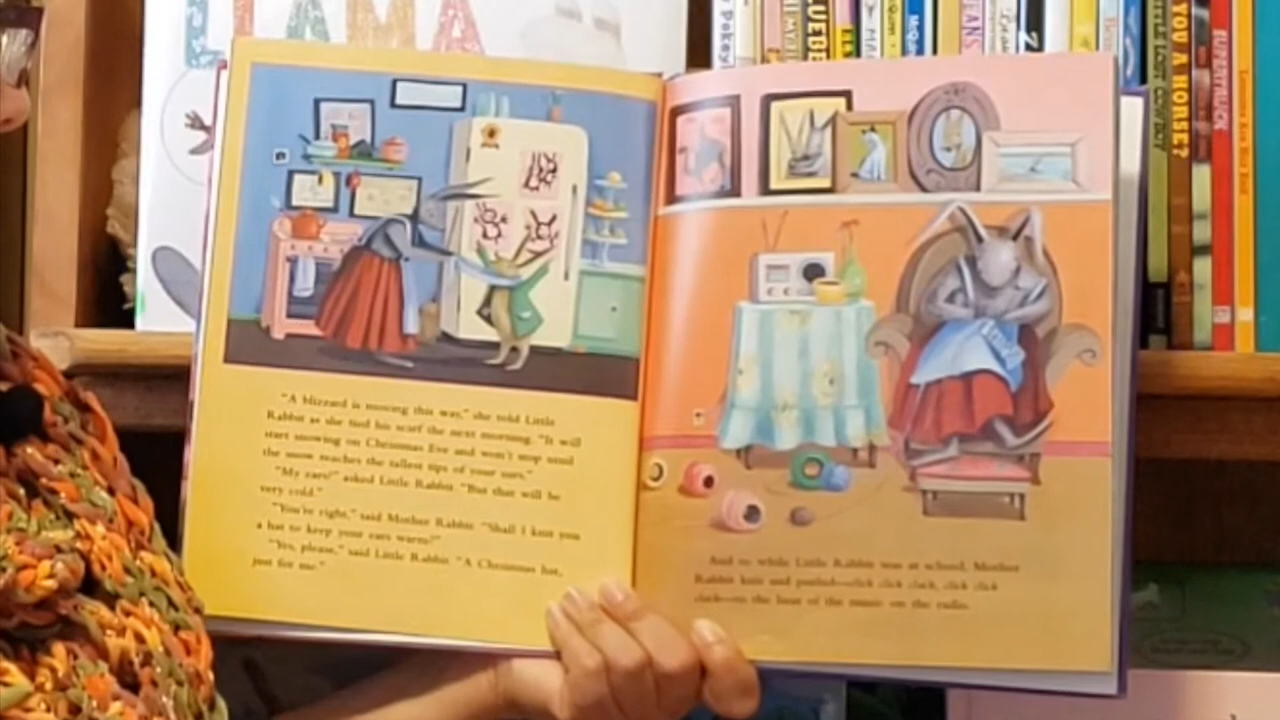 LLAMA
"A blizzard is moving this way," she told Little
Rabbit as she tied his scarf the next morning. "It will
start snowing on Christmas Eve and won't stop until
the snow reaches the tallest tips of your ears."
"My ears?" asked Little Rabbit. "But that will be
very cold."
"You're right," said Mother Rabbit. "Shall I knit you
a hat to keep your ears warm?"
"Yes, please," said Little Rabbit. "A Christmas hat,
just for me."
And so while Little Rabbit was at school, Mother
Rabbit knit and purled—click click clack, click click
clack—to the beat of the music on the radio.
YOU A HORSE?
SUPERTRUCK